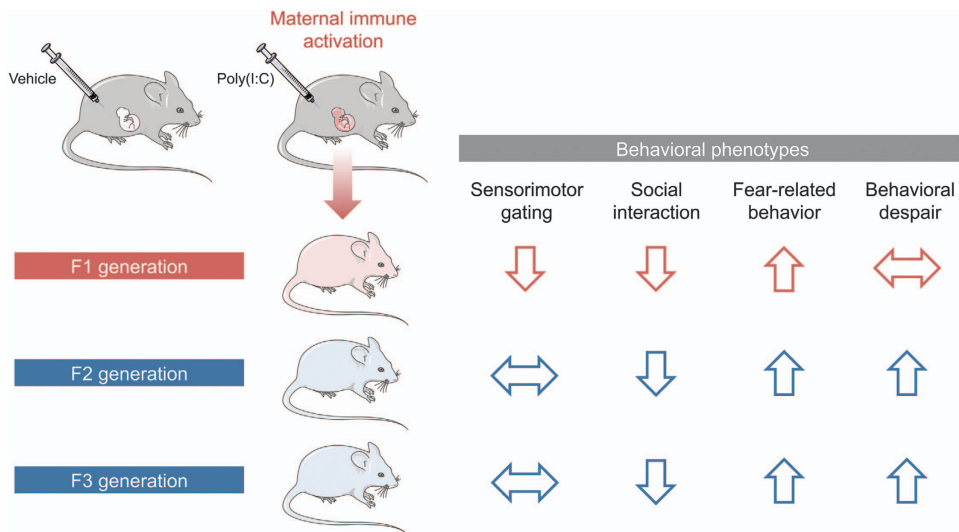 Maternal immune
activation
Vehicle
Poly(I:C)
Behavioral phenotypes
Sensorimotor
gating
Social
interaction
Fear-related
behavior
Behavioral
despair
F1 generation
F2 generation
F3 generation